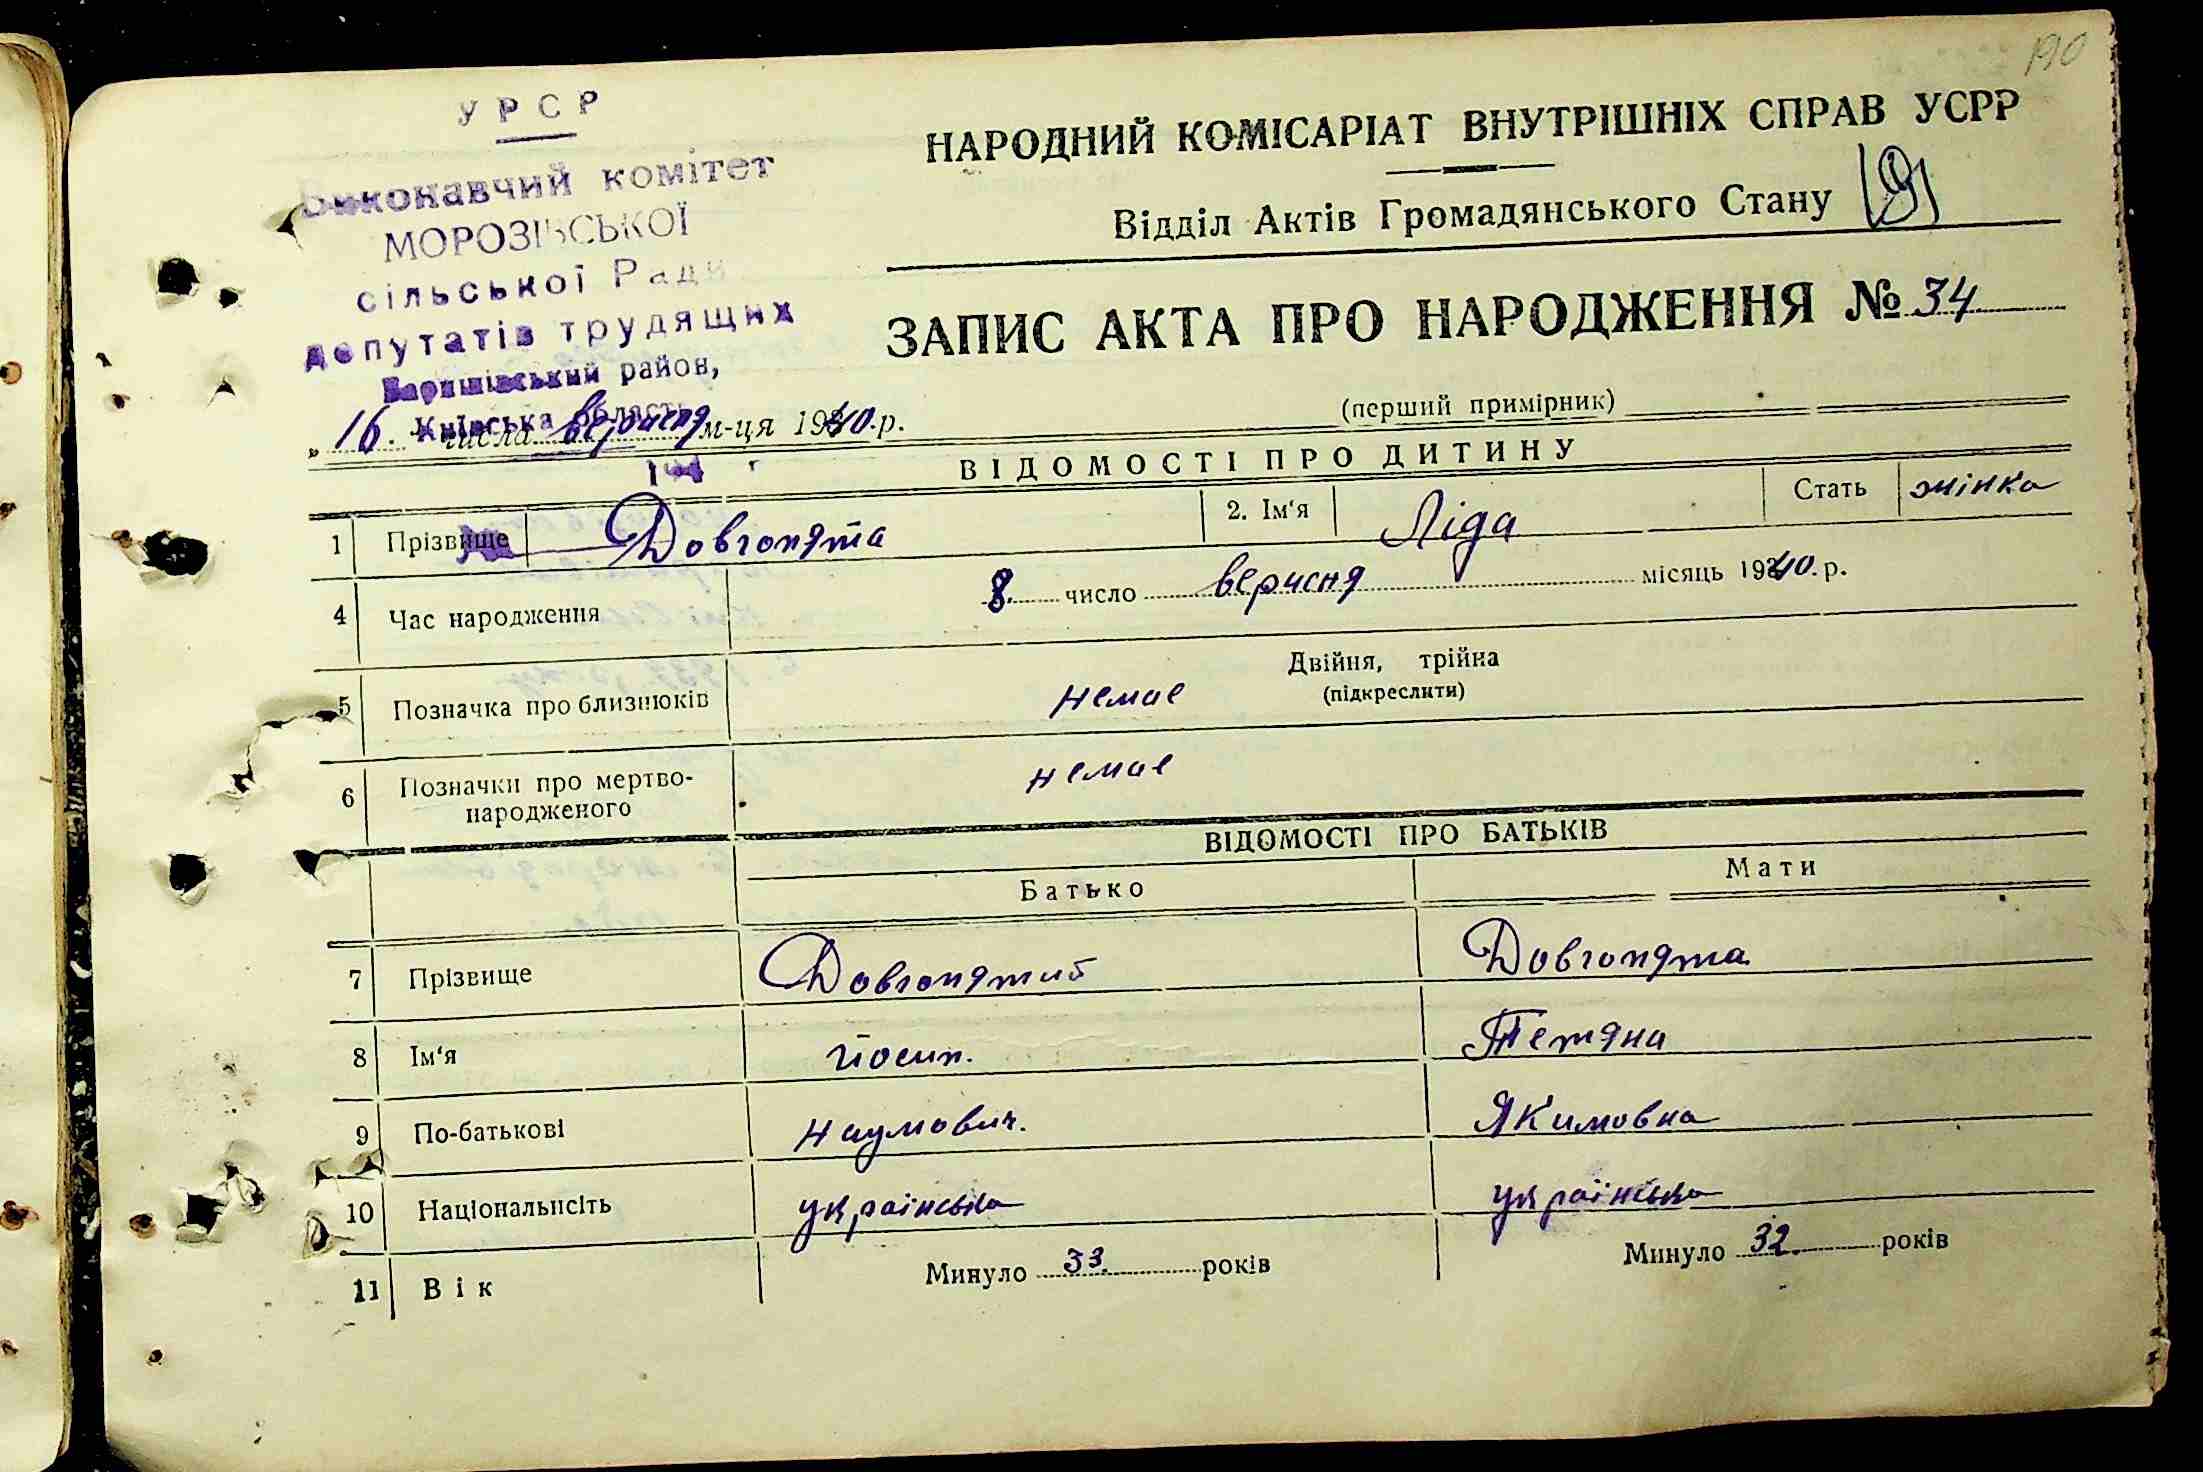 190
УРСР
Виконавчий комітет
МОРОЗІВСЬКОЇ
сільської Ради
депутатів трудящих
Баришівський район,
Київська область
НАРОДНИЙ КОМІСАРІАТ ВНУТРІШНІХ СПРАВ УСРР
Відділ Актів Громадянського Стану
ЗАПИС АКТА ПРО НАРОДЖЕННЯ № 34
(перший примірник)
„16." числа вересня м-ця 1940.р.
ВІДОМОСТІ ПРО ДИТИНУ
1 Прізвище Довгопята 2. Ім'я Ліда Стать жінка
4 Час народження 8. число вересня місяць 1940.р.
5 Позначка про близнюків немає Двійня, трійна
(підкреслити)
6 Позначки про мертво-
народженого немає
ВІДОМОСТІ ПРО БАТЬКІВ
Батько Мати
7 Прізвище Довгопятий Довгопята
8 Ім'я Йосип. Тетяна
9 По-батькові Наумович. Якимовна
10 Національнсіть українська українська
11 Вік Минуло 33. років Минуло 32. років